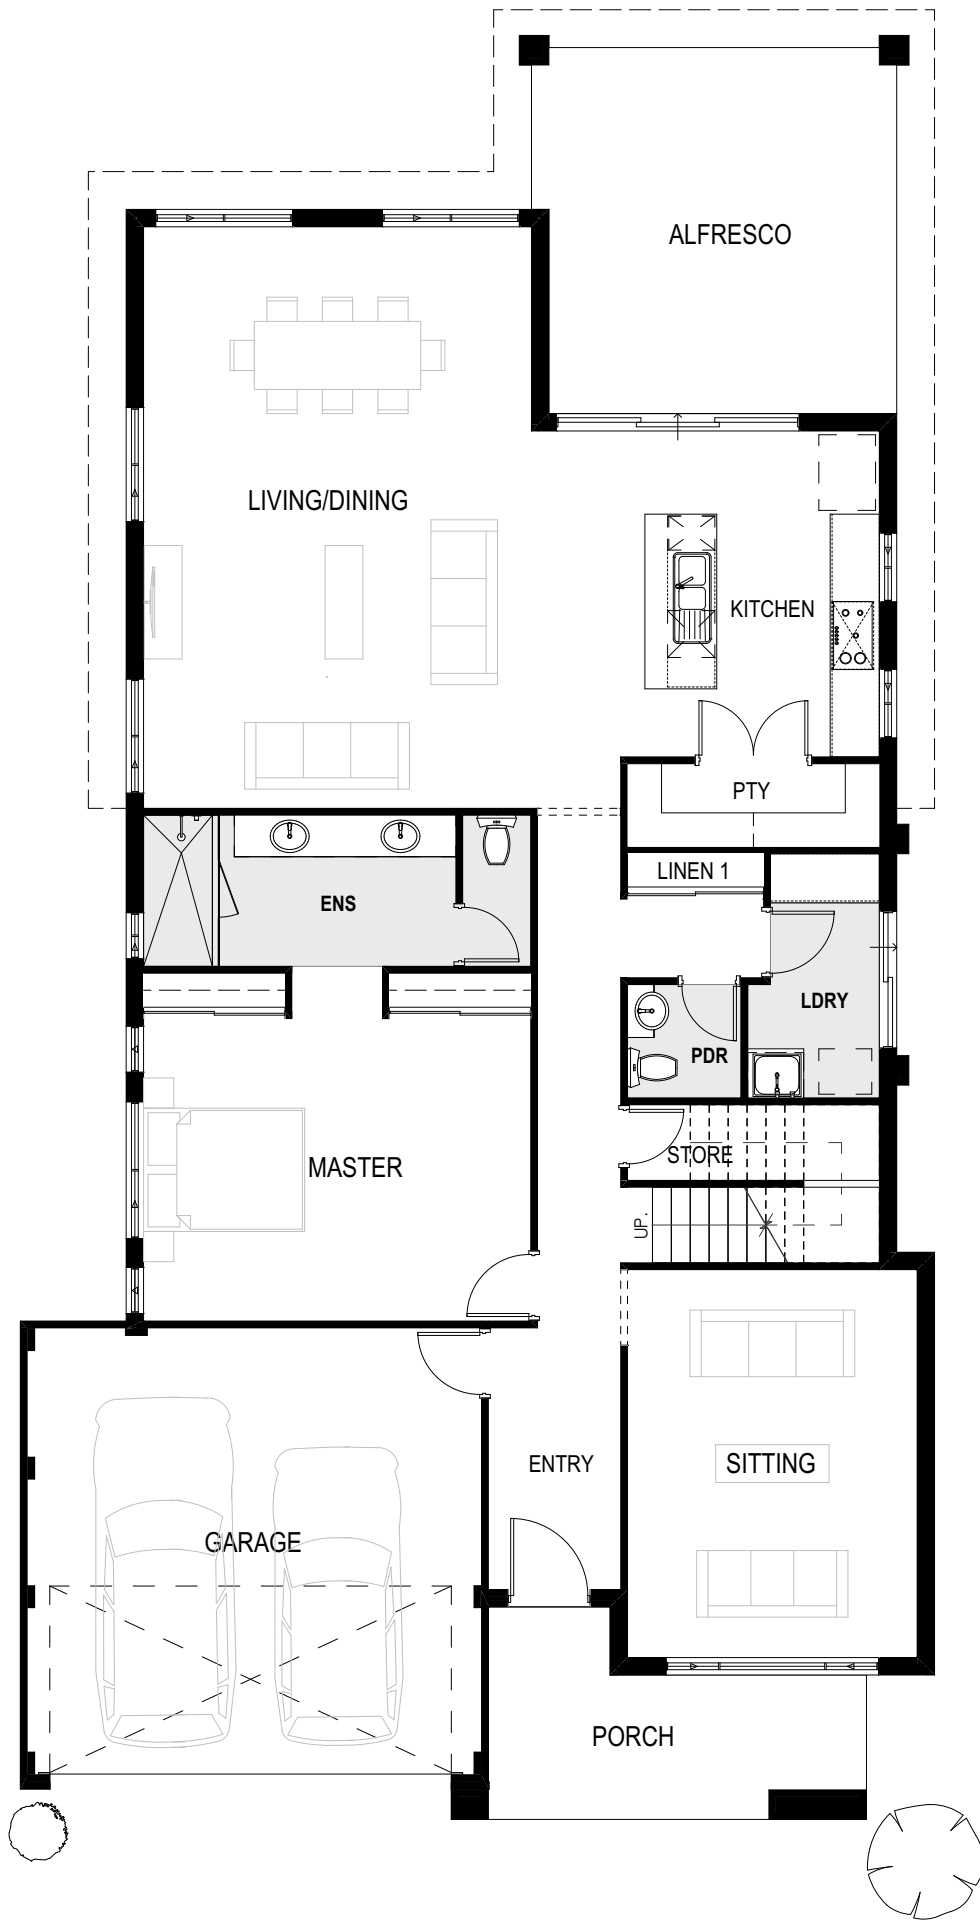 ALFRESCO
LIVING/DINING
KITCHEN
PTY
LINEN 1
ENS
LDRY
PDR
STORE
MASTER
UP.
ENTRY
SITTING
GARAGE
PORCH